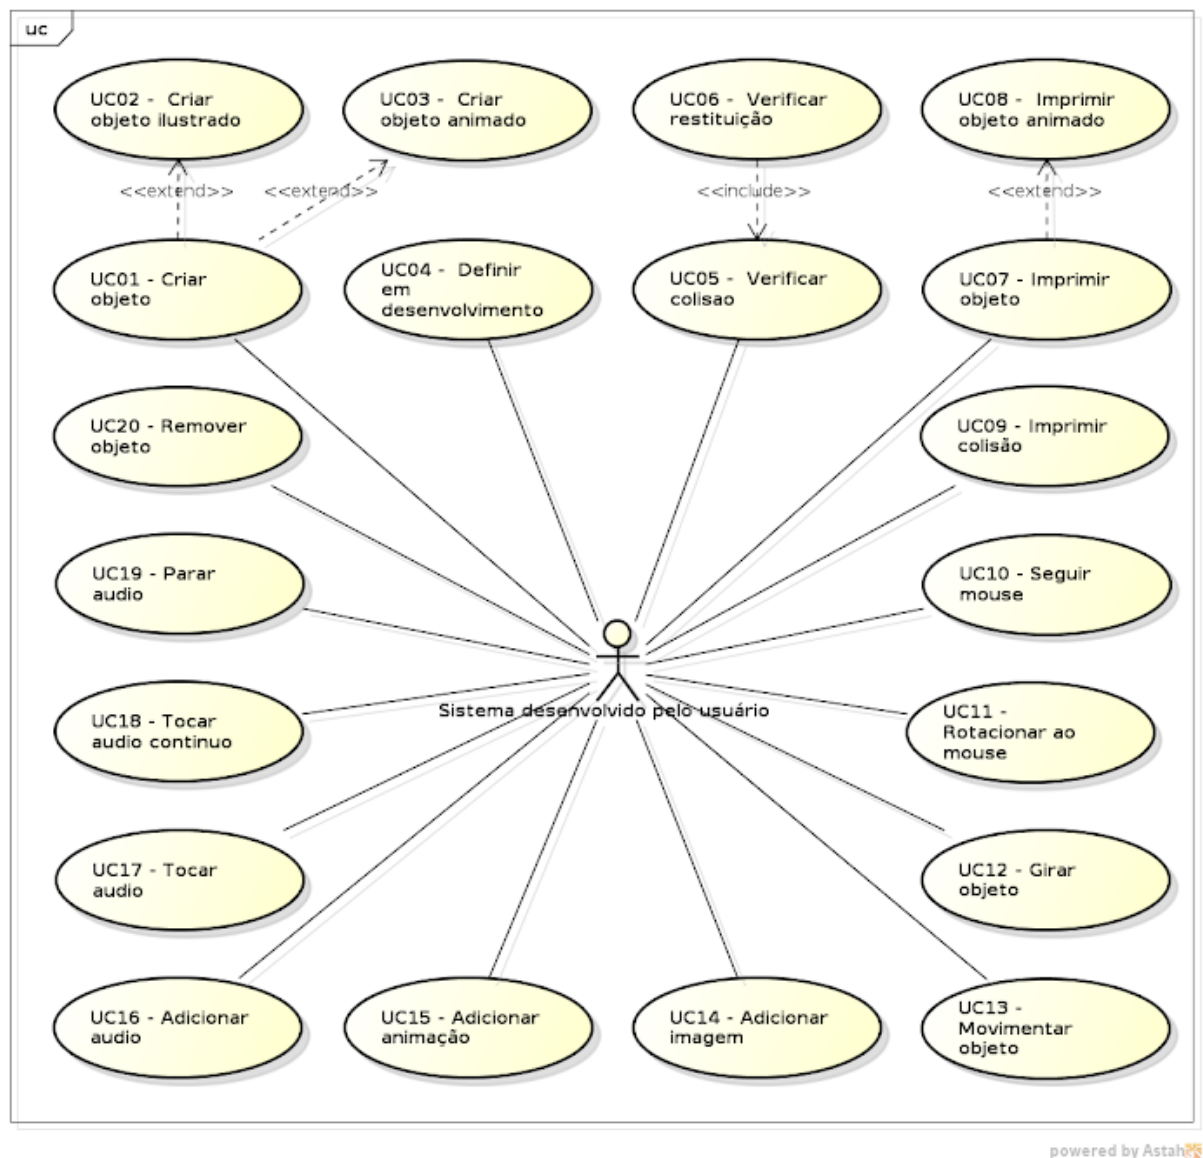 uc
UC02 -  Criar
objeto ilustrado
UC03 -  Criar
objeto animado
UC06 -  Verificar
restituição
UC08 -  Imprimir
objeto animado
<<extend>>
<<extend>>
<<include>>
<<extend>>
UC01 - Criar
objeto
UC04 -  Definir
em
desenvolvimento
UC05 -  Verificar
colisao
UC07 - Imprimir
objeto
UC20 - Remover
objeto
UC09 - Imprimir
colisão
UC19 - Parar
audio
UC10 - Seguir
mouse
Sistema desenvolvido pelo usuário
UC18 - Tocar
audio continuo
UC11 -
Rotacionar ao
mouse
UC17 - Tocar
audio
UC12 - Girar
objeto
UC16 - Adicionar
audio
UC15 - Adicionar
animação
UC14 - Adicionar
imagem
UC13 -
Movimentar
objeto
powered by Astah